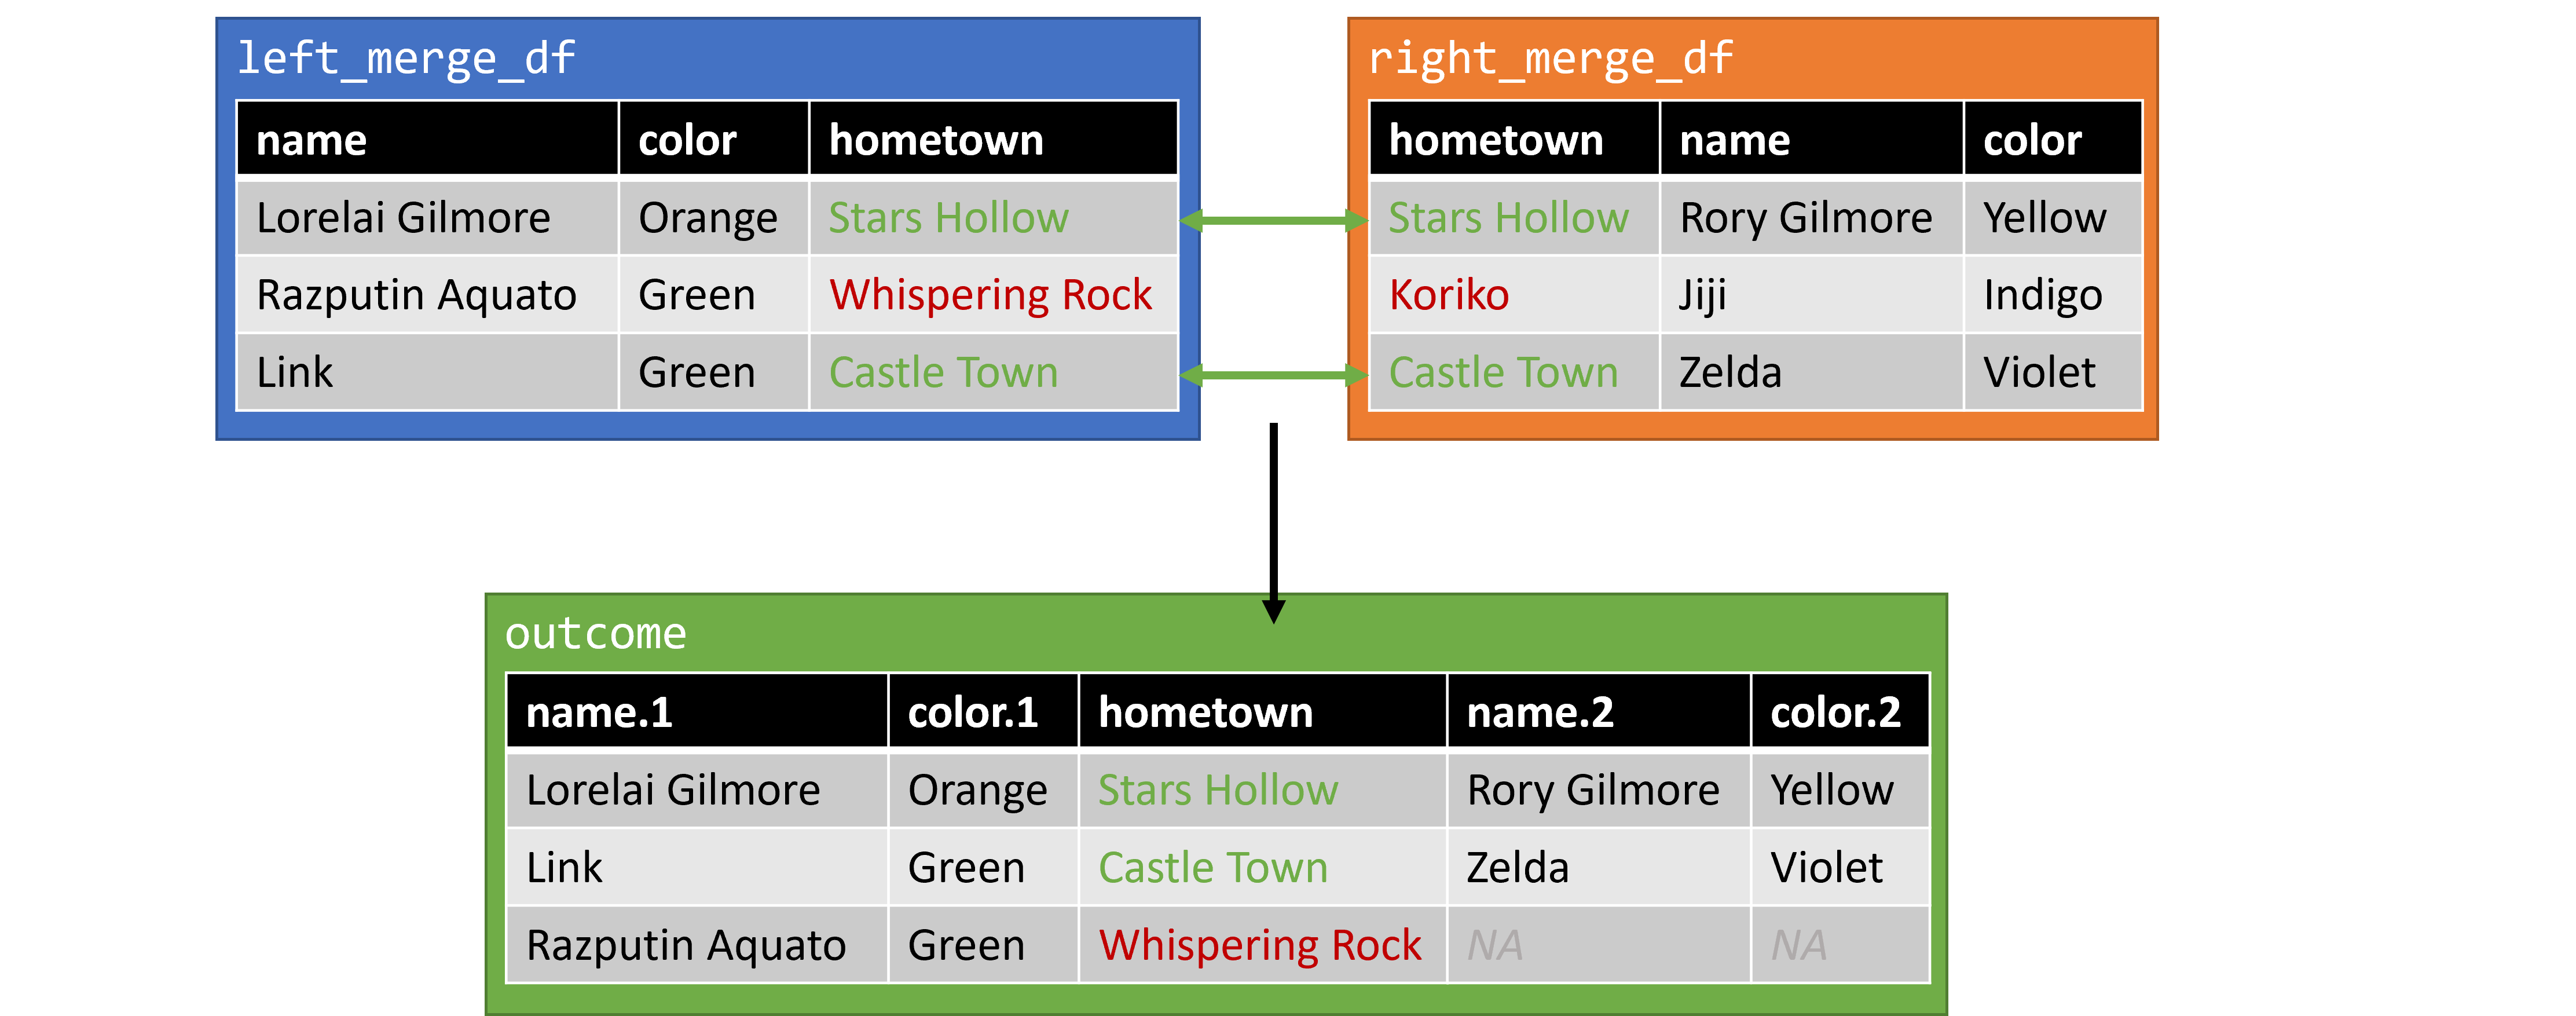 left_merge_df
name color hometown
Lorelai Gilmore Orange Stars Hollow
Razputin Aquato Green Whispering Rock
Link Green Castle Town
right_merge_df
hometown name color
Stars Hollow Rory Gilmore Yellow
Koriko Jiji Indigo
Castle Town Zelda Violet
outcome
name.1 color.1 hometown name.2 color.2
Lorelai Gilmore Orange Stars Hollow Rory Gilmore Yellow
Link Green Castle Town Zelda Violet
Razputin Aquato Green Whispering Rock NA NA